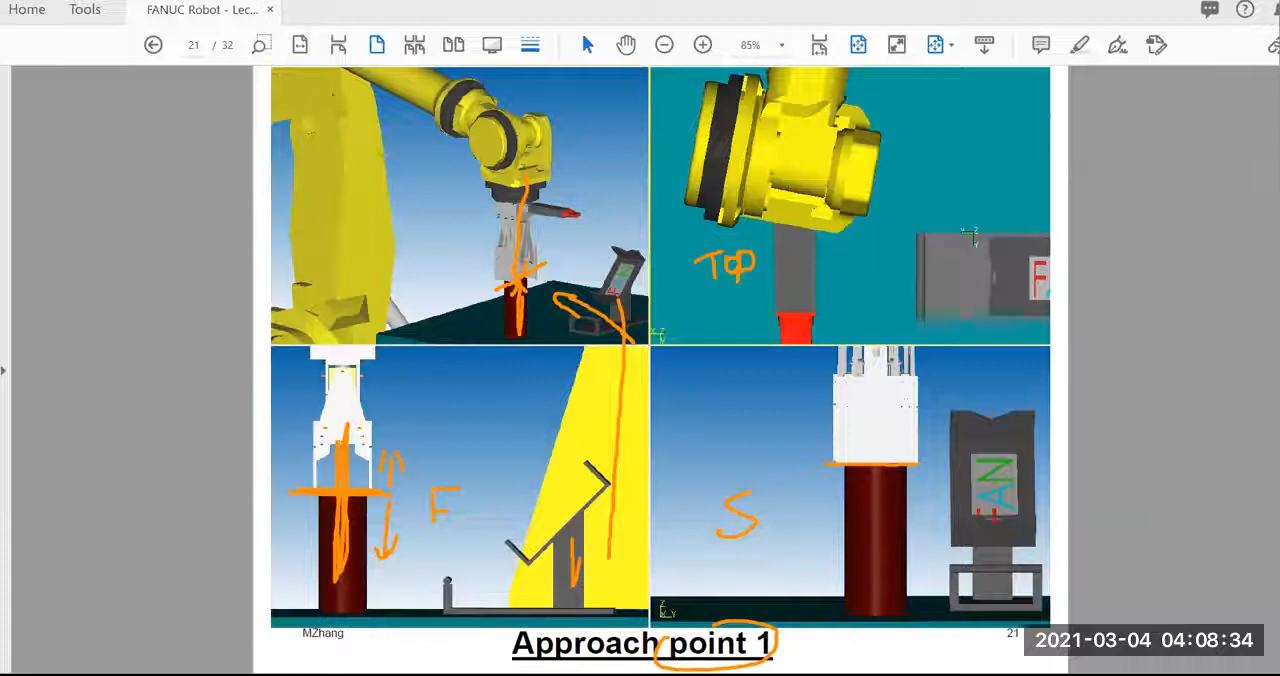 Home Tools FANUC Robot - Lec... ×
21 / 32 85%
TOP
F
FAN
F
S
MZhang
21
Approach point 1
2021-03-04 04:08:34